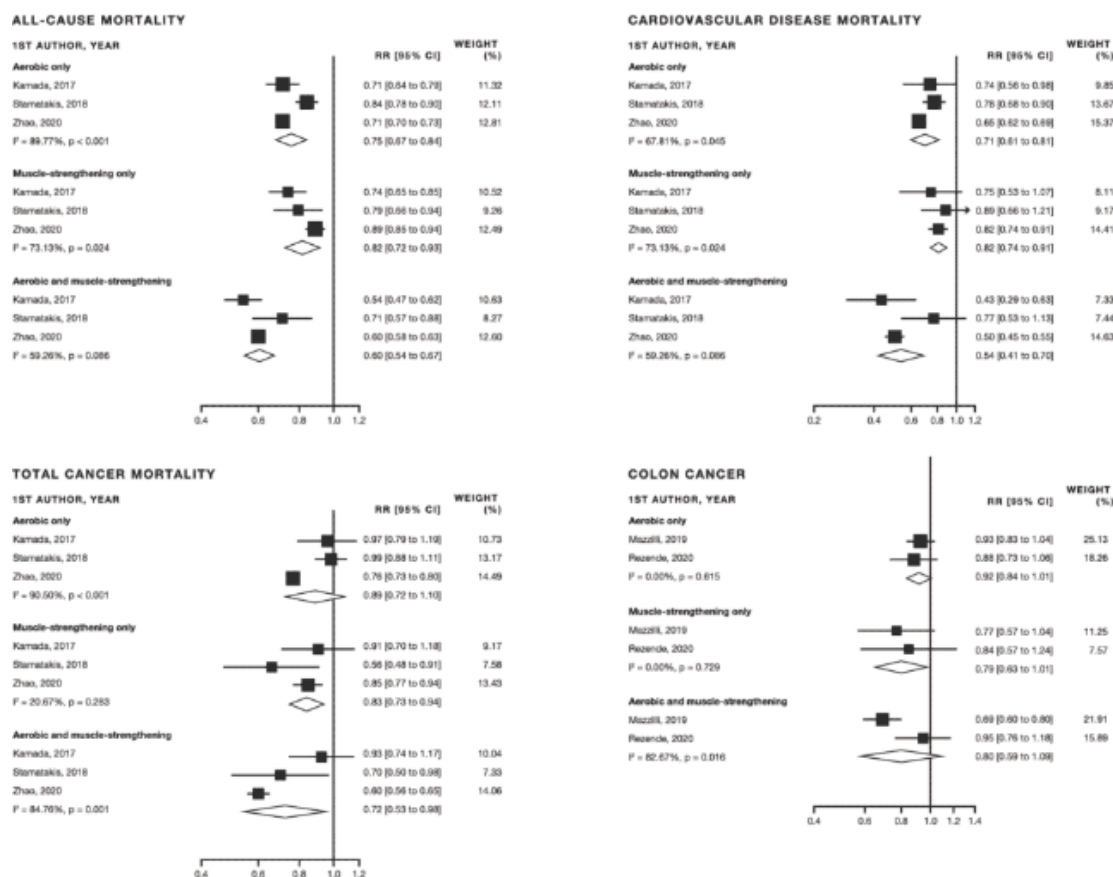 ALL-CAUSE MORTALITY
1ST AUTHOR, YEAR RR [95% CI] WEIGHT (%)
Aerobic only
Kamada, 2017 0.71 [0.64 to 0.79] 11.32
Stamatakis, 2018 0.84 [0.78 to 0.90] 12.11
Zhao, 2020 0.71 [0.70 to 0.73] 12.81
I² = 89.77%, p < 0.001 0.75 [0.67 to 0.84]
Muscle-strengthening only
Kamada, 2017 0.74 [0.65 to 0.85] 10.52
Stamatakis, 2018 0.79 [0.66 to 0.94] 9.26
Zhao, 2020 0.89 [0.85 to 0.94] 12.49
I² = 73.13%, p = 0.024 0.82 [0.72 to 0.93]
Aerobic and muscle-strengthening
Kamada, 2017 0.54 [0.47 to 0.62] 10.63
Stamatakis, 2018 0.71 [0.57 to 0.88] 8.27
Zhao, 2020 0.60 [0.58 to 0.63] 12.60
I² = 59.26%, p = 0.086 0.60 [0.54 to 0.67]
0.4 0.6 0.8 1.0 1.2
CARDIOVASCULAR DISEASE MORTALITY
1ST AUTHOR, YEAR RR [95% CI] WEIGHT (%)
Aerobic only
Kamada, 2017 0.74 [0.56 to 0.98] 9.85
Stamatakis, 2018 0.78 [0.68 to 0.90] 13.67
Zhao, 2020 0.65 [0.62 to 0.69] 15.37
I² = 67.81%, p = 0.045 0.71 [0.61 to 0.81]
Muscle-strengthening only
Kamada, 2017 0.75 [0.53 to 1.07] 8.11
Stamatakis, 2018 0.89 [0.66 to 1.21] 9.17
Zhao, 2020 0.82 [0.74 to 0.91] 14.41
I² = 73.13%, p = 0.024 0.82 [0.74 to 0.91]
Aerobic and muscle-strengthening
Kamada, 2017 0.43 [0.29 to 0.63] 7.33
Stamatakis, 2018 0.77 [0.53 to 1.13] 7.44
Zhao, 2020 0.50 [0.45 to 0.55] 14.63
I² = 59.26%, p = 0.086 0.54 [0.41 to 0.70]
0.2 0.4 0.6 0.8 1.0
TOTAL CANCER MORTALITY
1ST AUTHOR, YEAR RR [95% CI] WEIGHT (%)
Aerobic only
Kamada, 2017 0.97 [0.79 to 1.19] 10.73
Stamatakis, 2018 0.99 [0.88 to 1.11] 13.17
Zhao, 2020 0.76 [0.73 to 0.80] 14.49
I² = 90.50%, p < 0.001 0.89 [0.72 to 1.10]
Muscle-strengthening only
Kamada, 2017 0.91 [0.70 to 1.18] 9.17
Stamatakis, 2018 0.66 [0.48 to 0.91] 7.58
Zhao, 2020 0.85 [0.77 to 0.94] 13.43
I² = 20.67%, p = 0.283 0.83 [0.73 to 0.94]
Aerobic and muscle-strengthening
Kamada, 2017 0.93 [0.74 to 1.17] 10.04
Stamatakis, 2018 0.70 [0.50 to 0.98] 7.33
Zhao, 2020 0.60 [0.56 to 0.65] 14.06
I² = 84.76%, p = 0.001 0.72 [0.53 to 0.98]
0.4 0.6 0.8 1.0 1.2
COLON CANCER
1ST AUTHOR, YEAR RR [95% CI] WEIGHT (%)
Aerobic only
Mazzilli, 2019 0.93 [0.83 to 1.04] 25.13
Rezende, 2020 0.88 [0.73 to 1.06] 18.26
I² = 0.00%, p = 0.615 0.92 [0.84 to 1.01]
Muscle-strengthening only
Mazzilli, 2019 0.77 [0.57 to 1.04] 11.25
Rezende, 2020 0.84 [0.57 to 1.24] 7.57
I² = 0.00%, p = 0.729 0.79 [0.63 to 1.01]
Aerobic and muscle-strengthening
Mazzilli, 2019 0.69 [0.60 to 0.80] 21.91
Rezende, 2020 0.95 [0.76 to 1.18] 15.89
I² = 82.67%, p = 0.016 0.80 [0.59 to 1.09]
0.4 0.6 0.8 1.0 1.2 1.4